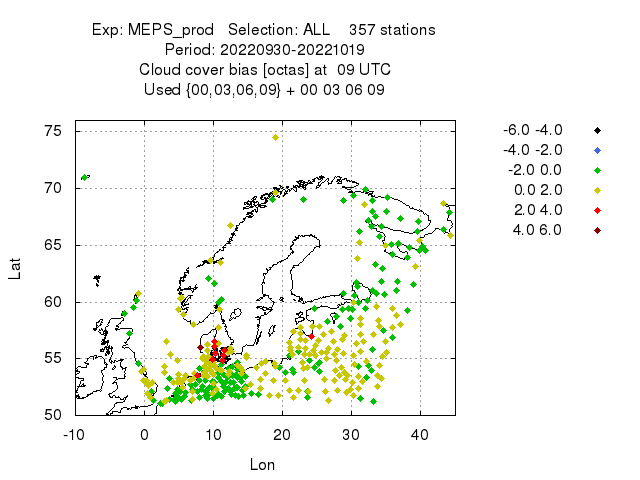 Exp: MEPS_prod   Selection: ALL    357 stations
Period: 20220930-20221019
Cloud cover bias [octas] at  09 UTC
Used {00,03,06,09} + 00 03 06 09
75
70
65
60
55
50
Lat
-10 0 10 20 30 40
Lon
-6.0 -4.0
-4.0 -2.0
-2.0 0.0
0.0 2.0
2.0 4.0
4.0 6.0